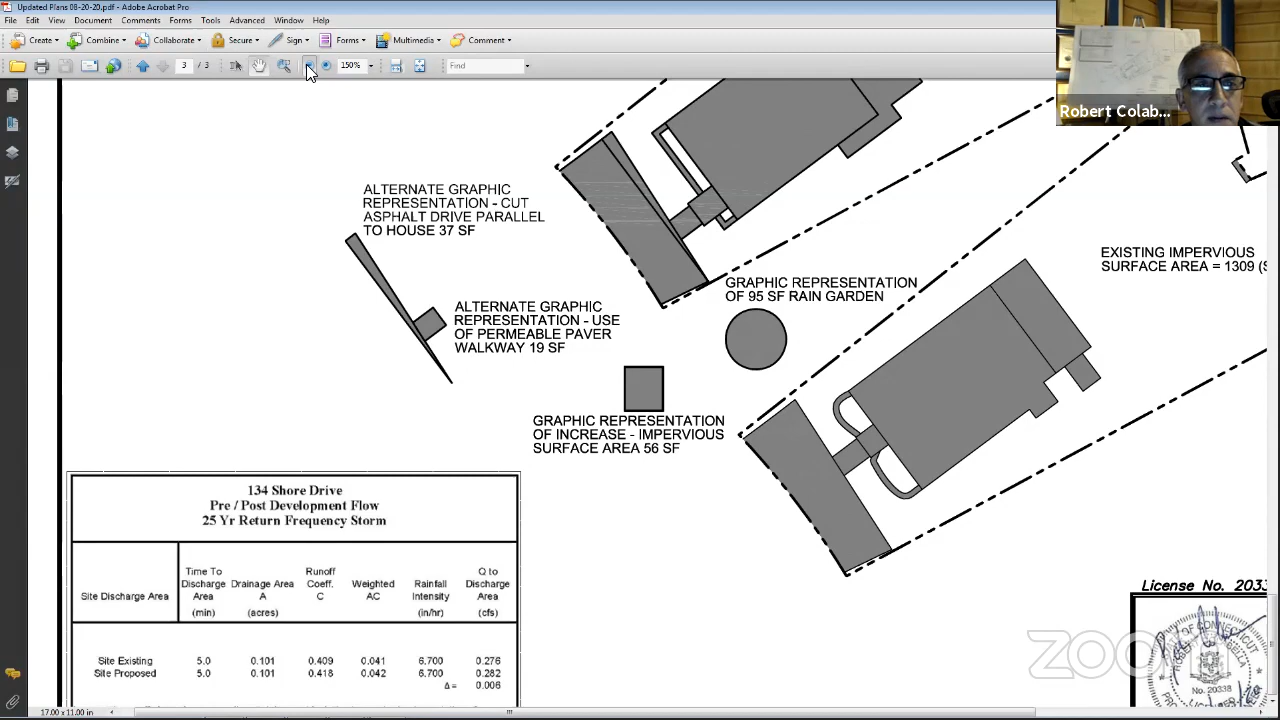 Updated Plans 08-20-20.pdf - Adobe Acrobat Pro
File Edit View Document Comments Forms Tools Advanced Window Help
Create Combine Collaborate Secure Sign Forms Multimedia Comment
3 / 3 150% Find
Robert Colab...
ALTERNATE GRAPHIC
REPRESENTATION - CUT
ASPHALT DRIVE PARALLEL
TO HOUSE 37 SF
EXISTING IMPERVIOUS
SURFACE AREA = 1309 (S
GRAPHIC REPRESENTATION
OF 95 SF RAIN GARDEN
ALTERNATE GRAPHIC
REPRESENTATION - USE
OF PERMEABLE PAVER
WALKWAY 19 SF
GRAPHIC REPRESENTATION
OF INCREASE - IMPERVIOUS
SURFACE AREA 56 SF
134 Shore Drive
Pre / Post Development Flow
25 Yr Return Frequency Storm
Site Discharge Area Time To Discharge Area (min) Drainage Area A (acres) Runoff Coeff. C Weighted AC Rainfall Intensity (in/hr) Q to Discharge Area (cfs)
Site Existing 5.0 0.101 0.409 0.041 6.700 0.276
Site Proposed 5.0 0.101 0.418 0.042 6.700 0.282
Δ = 0.006
License No. 2033
OF CONNECTICUT
No. 20338
zoom
17.00 x 11.00 in